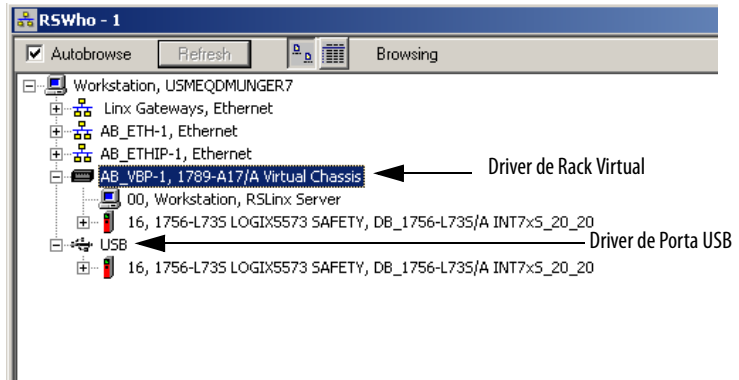 RSWho - 1
Autobrowse Refresh Browsing
Workstation, USMEQDMUNGER7
Linx Gateways, Ethernet
AB_ETH-1, Ethernet
AB_ETHIP-1, Ethernet
AB_VBP-1, 1789-A17/A Virtual Chassis Driver de Rack Virtual
00, Workstation, RSLinx Server
16, 1756-L73S LOGIX5573 SAFETY, DB_1756-L73S/A INT7xS_20_20
USB Driver de Porta USB
16, 1756-L73S LOGIX5573 SAFETY, DB_1756-L73S/A INT7xS_20_20